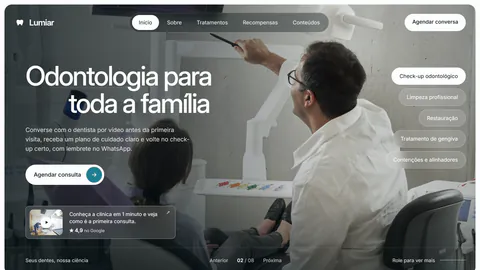 Lumiar
Início
Sobre
Tratamentos
Recompensas
Conteúdos
Agendar conversa
Odontologia para
toda a família
Converse com o dentista por vídeo antes da primeira
visita, receba um plano de cuidado claro e volte no check-
up certo, com lembrete no WhatsApp.
Agendar consulta
Check-up odontológico
Limpeza profissional
Restauração
Tratamento de gengiva
Contenções e alinhadores
Conheça a clínica em 1 minuto e veja
como é a primeira consulta.
★ 4,9 no Google
Seus dentes, nossa ciência
Anterior
02 / 08
Próxima
Role para ver mais